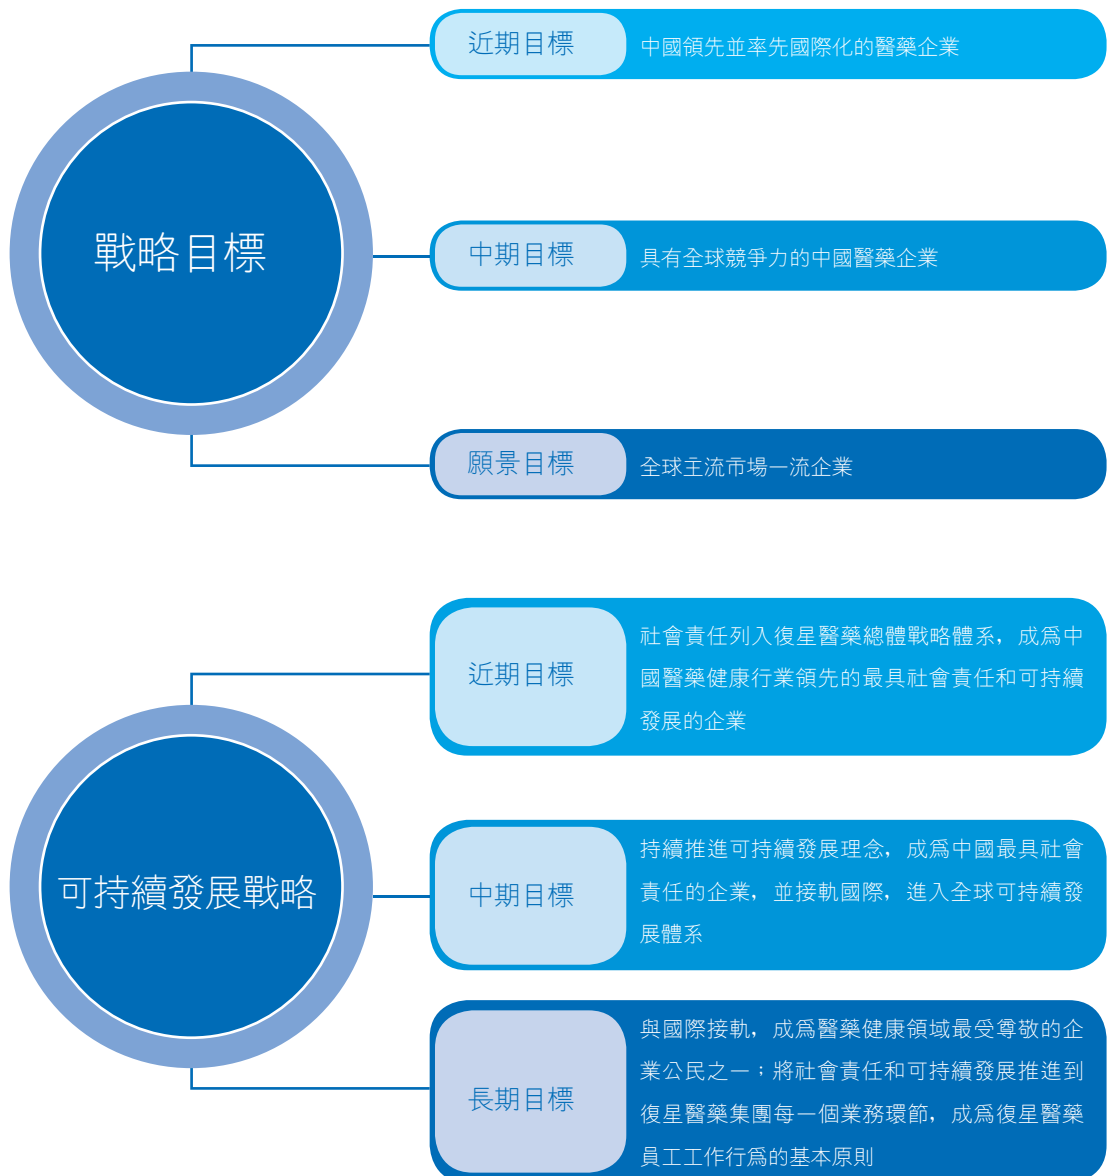 戰略目標
近期目標
中國領先並率先國際化的醫藥企業
中期目標
具有全球競爭力的中國醫藥企業
願景目標
全球主流市場一流企業
可持續發展戰略
近期目標
社會責任列入復星醫藥總體戰略體系，成爲中
國醫藥健康行業領先的最具社會責任和可持續
發展的企業
中期目標
持續推進可持續發展理念，成爲中國最具社會
責任的企業，並接軌國際，進入全球可持續發
展體系
長期目標
與國際接軌，成爲醫藥健康領域最受尊敬的企
業公民之一；將社會責任和可持續發展推進到
復星醫藥集團每一個業務環節，成爲復星醫藥
員工工作行爲的基本原則